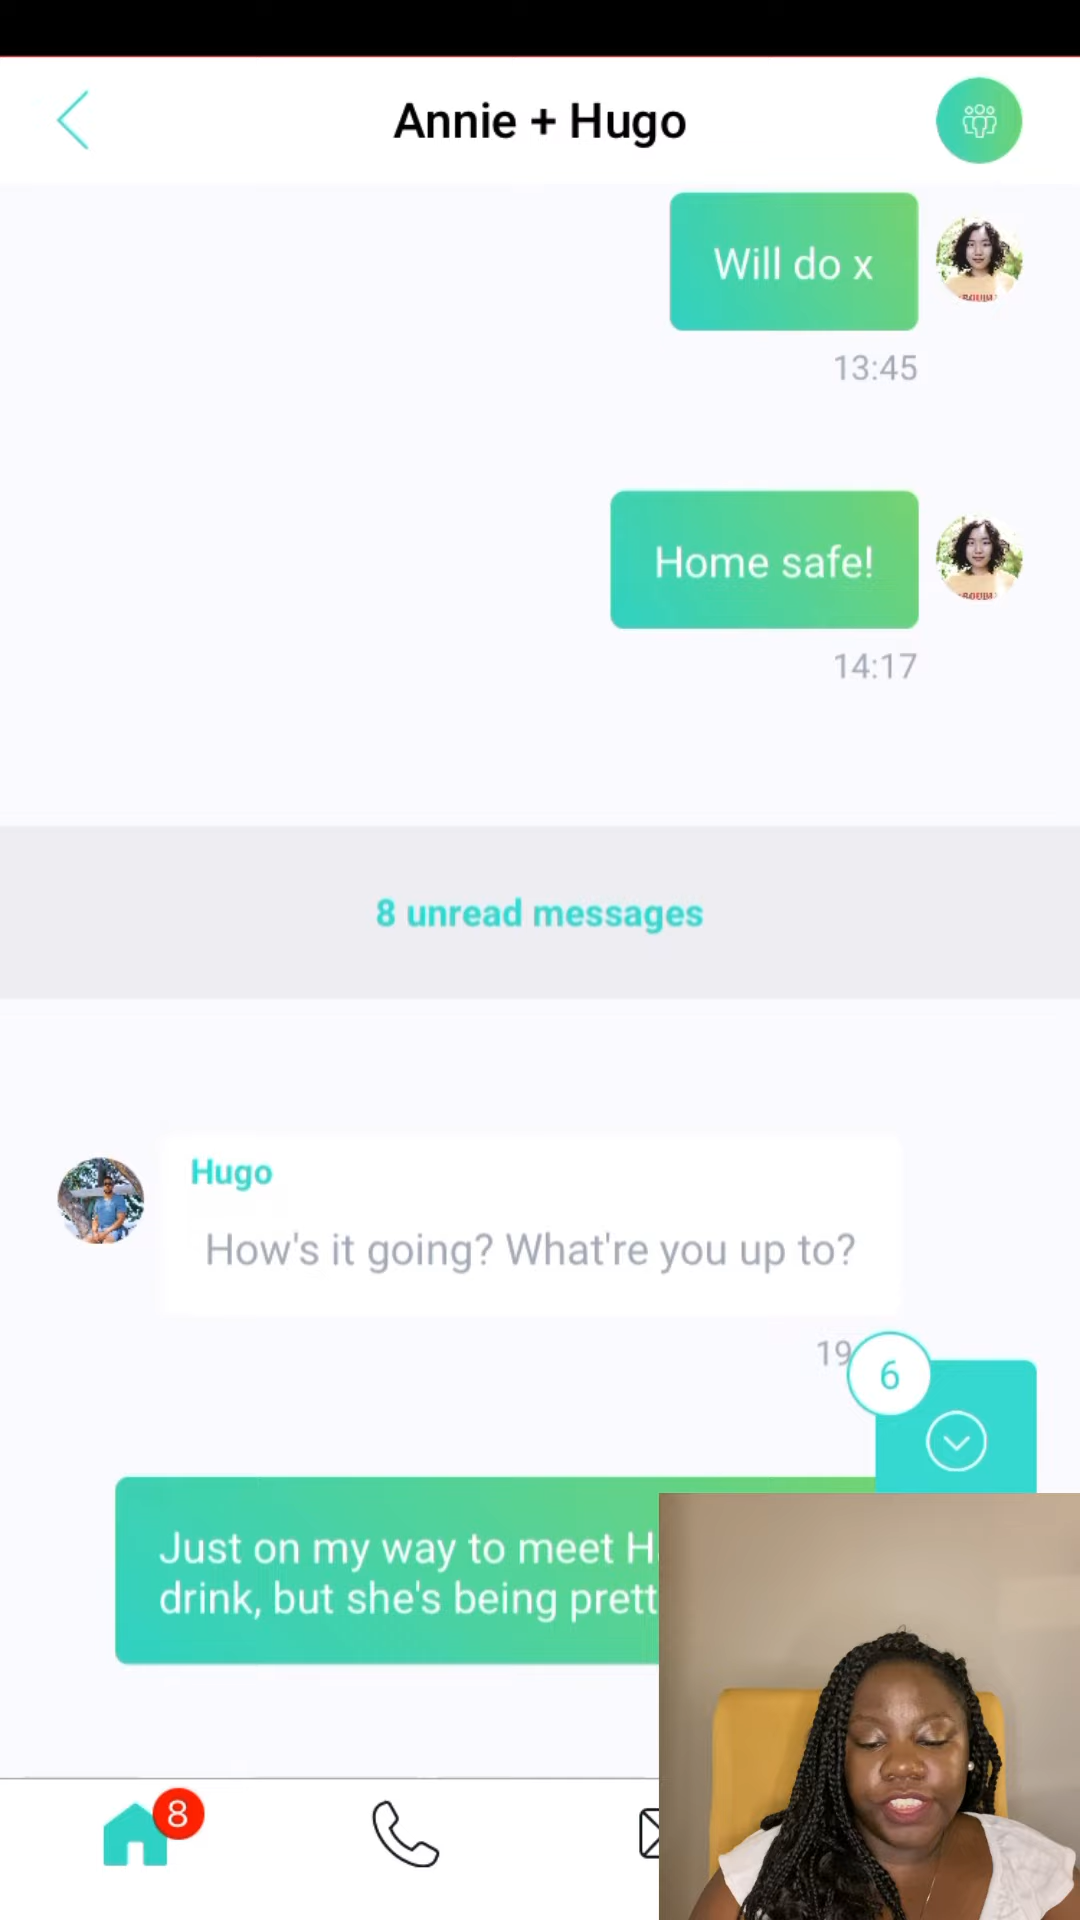 Annie + Hugo
Will do x
13:45
Home safe!
14:17
8 unread messages
Hugo
How's it going? What're you up to?
19
6
Just on my way to meet
drink, but she's being
8